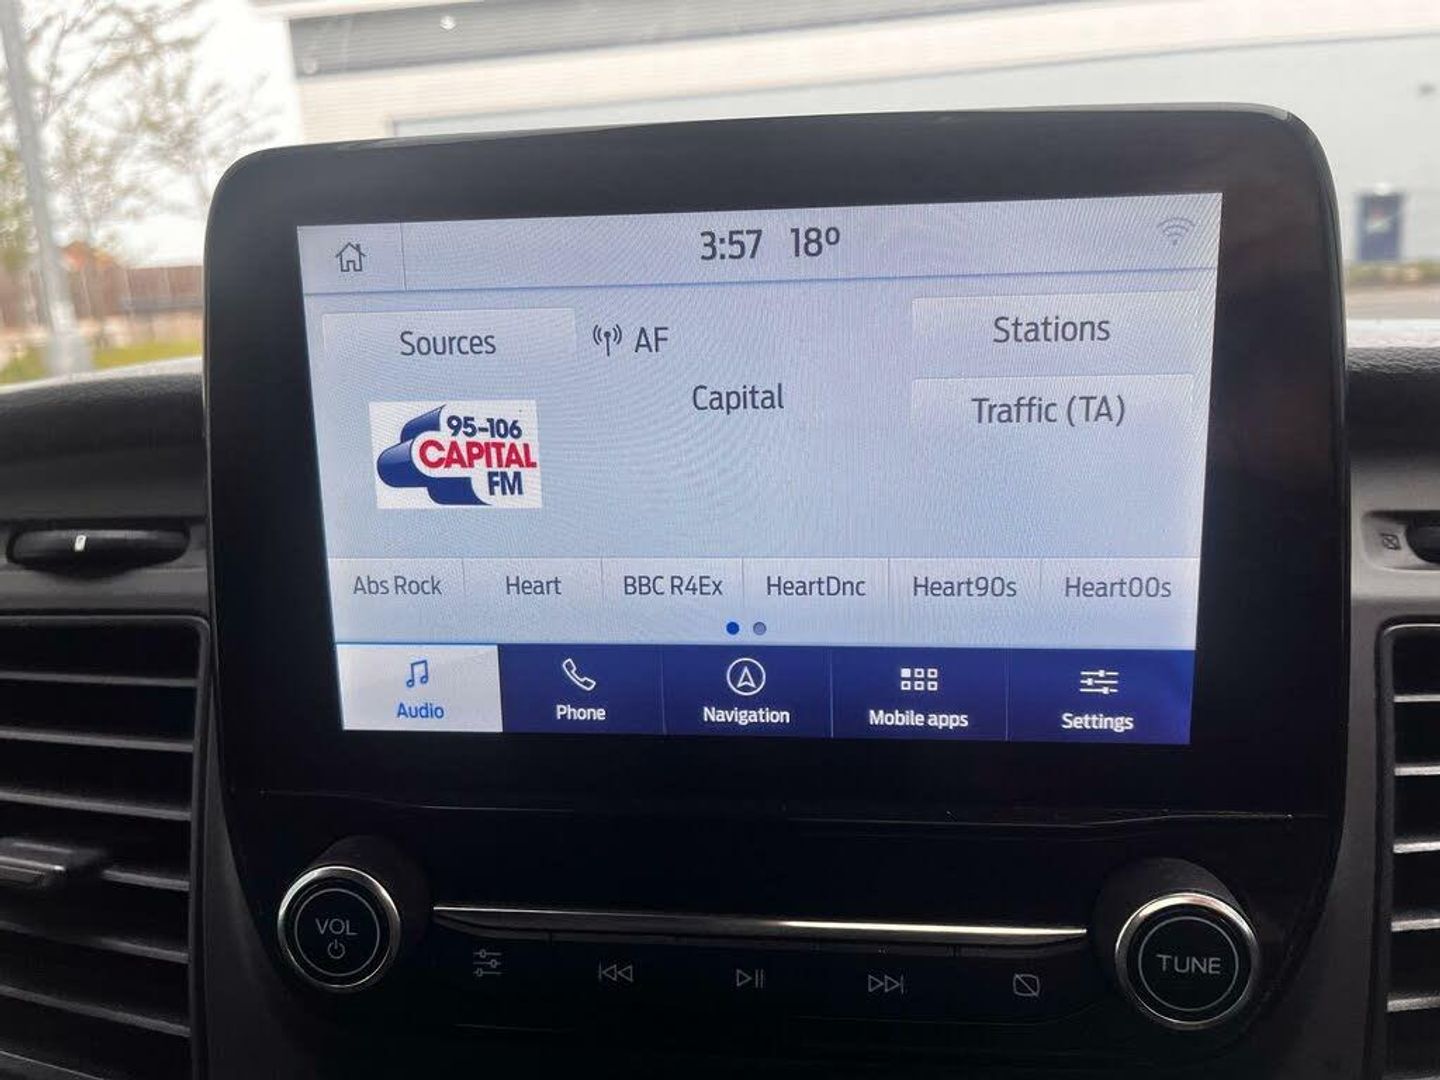 3:57 18°
Sources
AF
Stations
Capital
Traffic (TA)
95-106
CAPITAL
FM
Abs Rock
Heart
BBC R4Ex
HeartDnc
Heart90s
Heart00s
Audio
Phone
Navigation
Mobile apps
Settings
VOL
TUNE